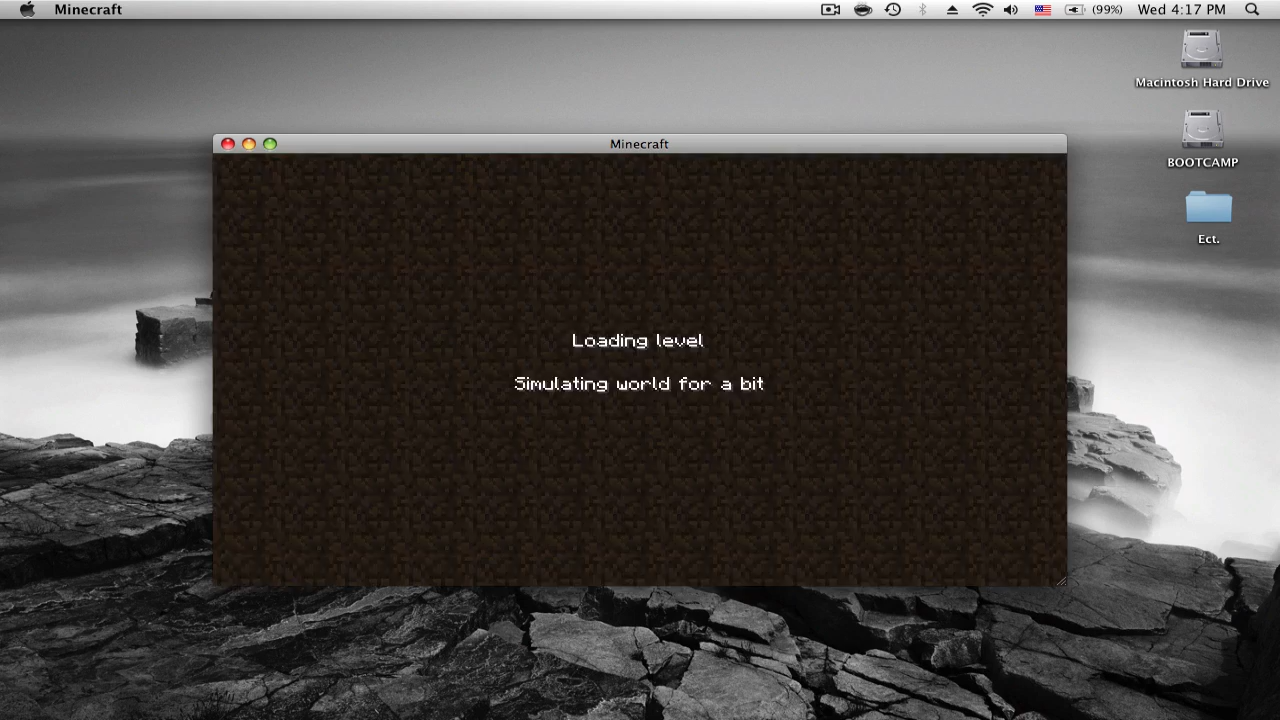 Minecraft
(99%) Wed 4:17 PM
Macintosh Hard Drive
BOOTCAMP
Ect.
Minecraft
Loading level
Simulating world for a bit